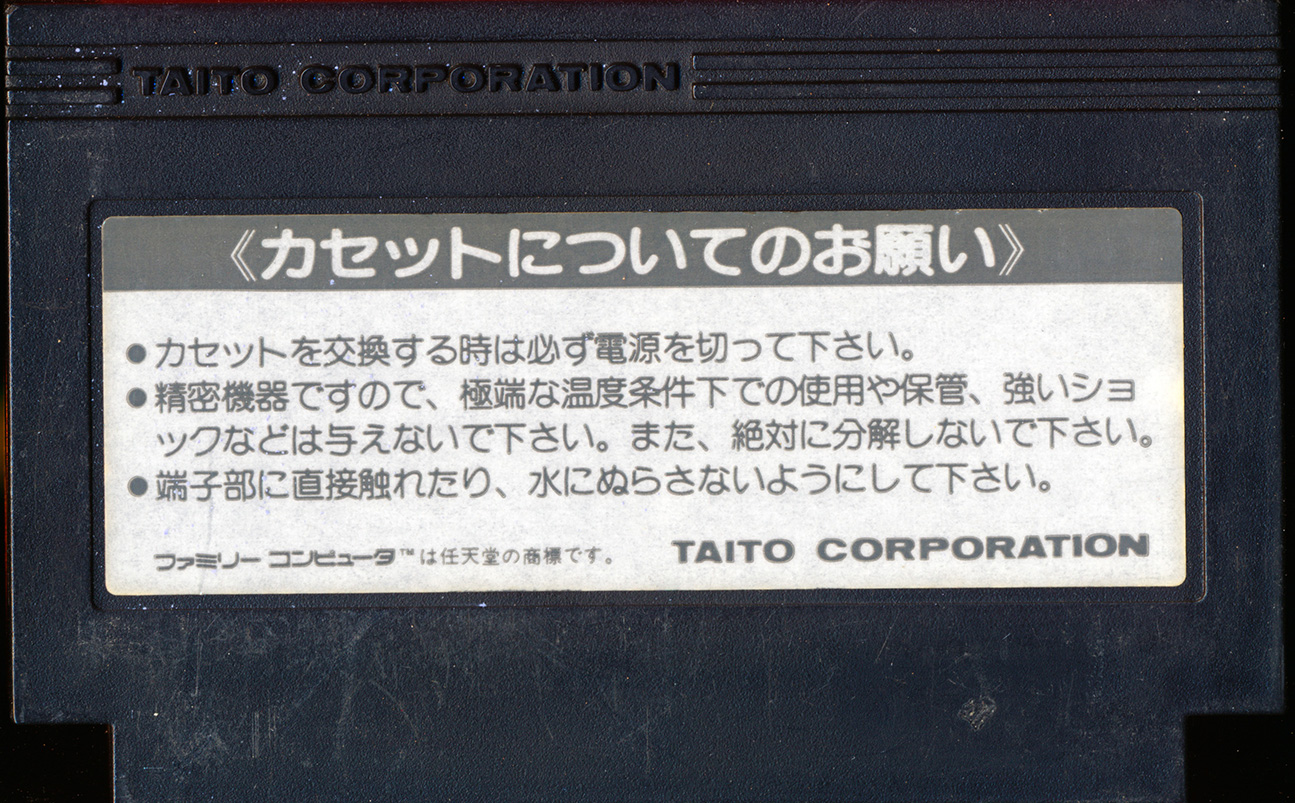 TAITO CORPORATION
《カセットについてのお願い》
●カセットを交換する時は必ず電源を切って下さい。
●精密機器ですので、極端な温度条件下での使用や保管、強いショ
ックなどは与えないで下さい。また、絶対に分解しないで下さい。
●端子部に直接触れたり、水にぬらさないようにして下さい。
ファミリーコンピュータ™は任天堂の商標です。 TAITO CORPORATION